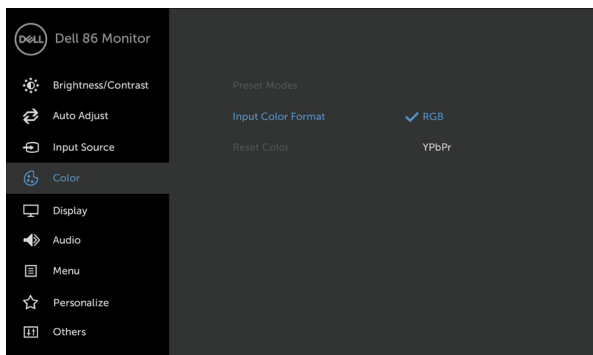 DELL Dell 86 Monitor
Brightness/Contrast
Preset Modes
Auto Adjust
Input Color Format
RGB
Input Source
Reset Color
YPbPr
Color
Display
Audio
Menu
Personalize
Others